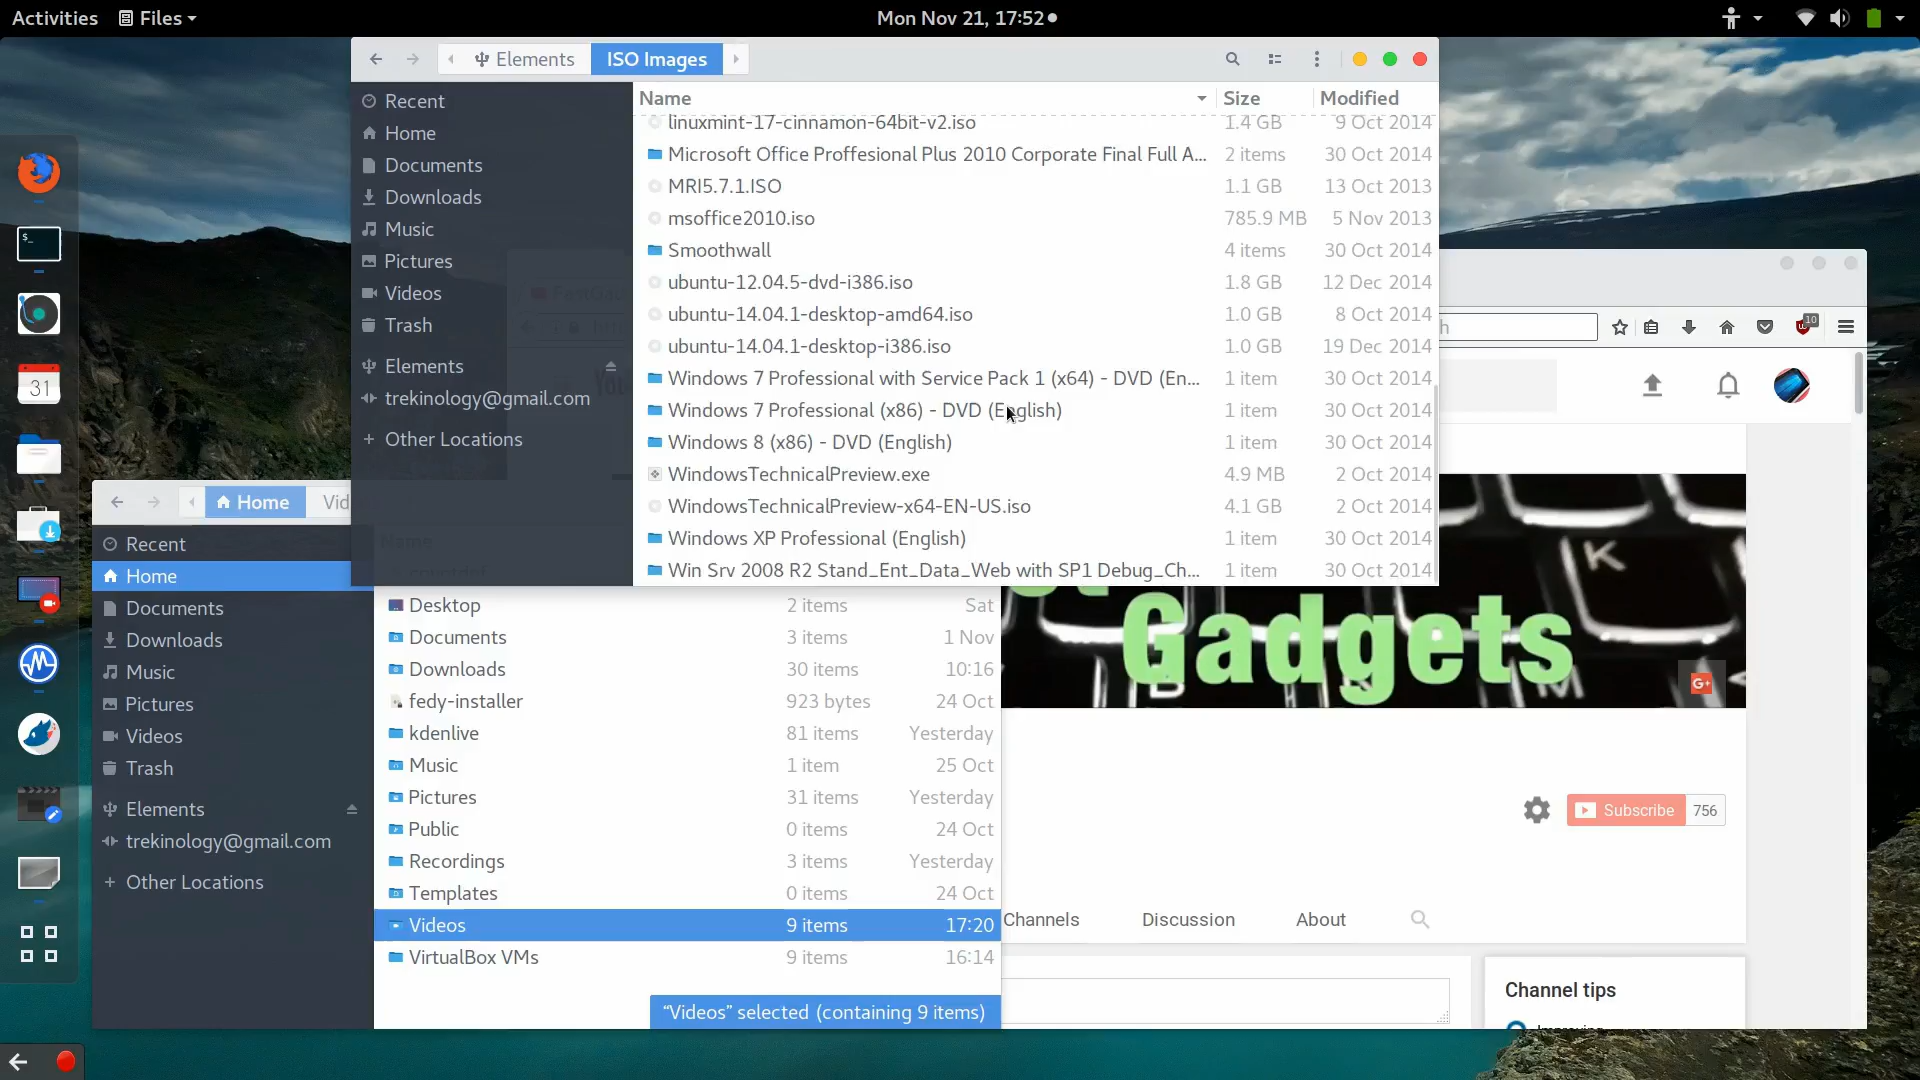 Activities Files Mon Nov 21, 17:52
Elements ISO Images
Recent
Home
Documents
Downloads
Music
Pictures
Videos
Trash
Elements
trekinology@gmail.com
Other Locations
Name Size Modified
linuxmint-17-cinnamon-64bit-v2.iso 1.4 GB 9 Oct 2014
Microsoft Office Proffesional Plus 2010 Corporate Final Full A... 2 items 30 Oct 2014
MRI5.7.1.ISO 1.1 GB 13 Oct 2013
msoffice2010.iso 785.9 MB 5 Nov 2013
Smoothwall 4 items 30 Oct 2014
ubuntu-12.04.5-dvd-i386.iso 1.8 GB 12 Dec 2014
ubuntu-14.04.1-desktop-amd64.iso 1.0 GB 8 Oct 2014
ubuntu-14.04.1-desktop-i386.iso 1.0 GB 19 Dec 2014
Windows 7 Professional with Service Pack 1 (x64) - DVD (En... 1 item 30 Oct 2014
Windows 7 Professional (x86) - DVD (English) 1 item 30 Oct 2014
Windows 8 (x86) - DVD (English) 1 item 30 Oct 2014
WindowsTechnicalPreview.exe 4.9 MB 2 Oct 2014
WindowsTechnicalPreview-x64-EN-US.iso 4.1 GB 2 Oct 2014
Windows XP Professional (English) 1 item 30 Oct 2014
Win Srv 2008 R2 Stand_Ent_Data_Web with SP1 Debug_Ch... 1 item 30 Oct 2014
31
Home Vid
Recent
Home
Documents
Downloads
Music
Pictures
Videos
Trash
Elements
trekinology@gmail.com
Other Locations
Name
Desktop 2 items Sat
Documents 3 items 1 Nov
Downloads 30 items 10:16
fedy-installer 923 bytes 24 Oct
kdenlive 81 items Yesterday
Music 1 item 25 Oct
Pictures 31 items Yesterday
Public 0 items 24 Oct
Recordings 3 items Yesterday
Templates 0 items 24 Oct
Videos 9 items 17:20
VirtualBox VMs 9 items 16:14
“Videos” selected (containing 9 items)
h
10
K
Gadgets
B M
G+
Subscribe 756
Channels Discussion About
Channel tips